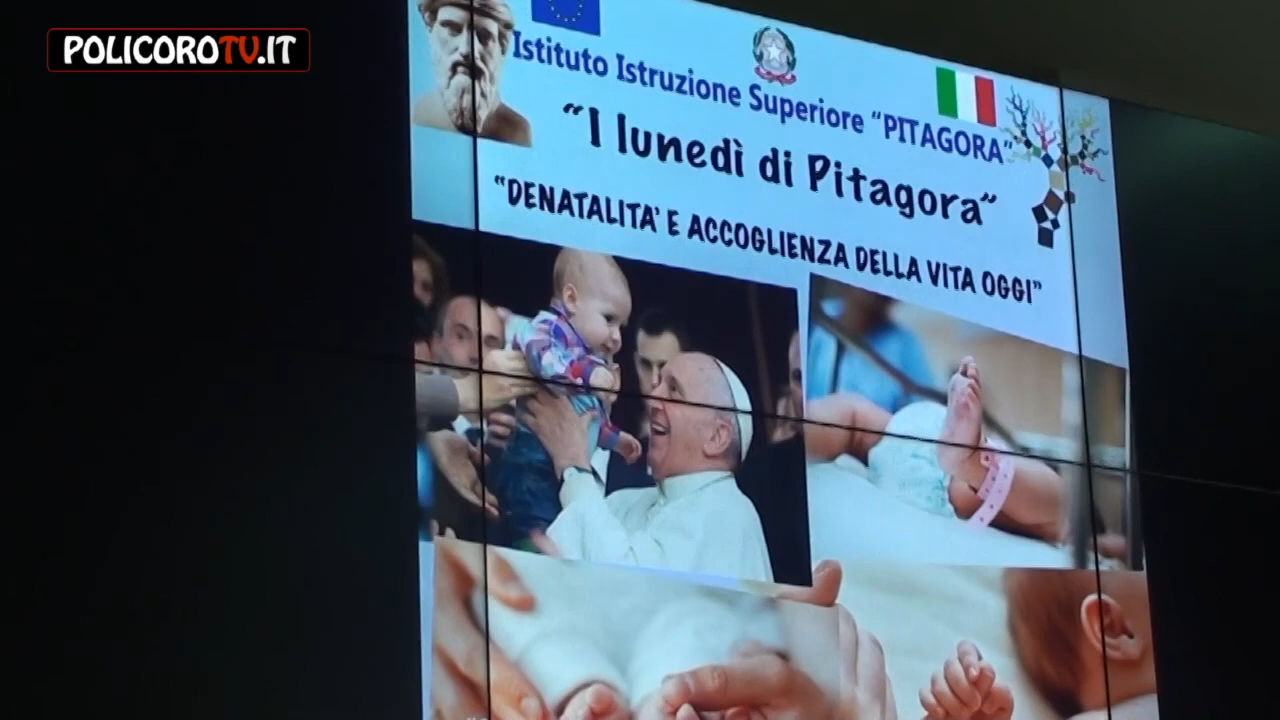 POLICOROTV.IT
Istituto Istruzione Superiore “PITAGORA”
“I lunedì di Pitagora”
“DENATALITA’ E ACCOGLIENZA DELLA VITA OGGI”